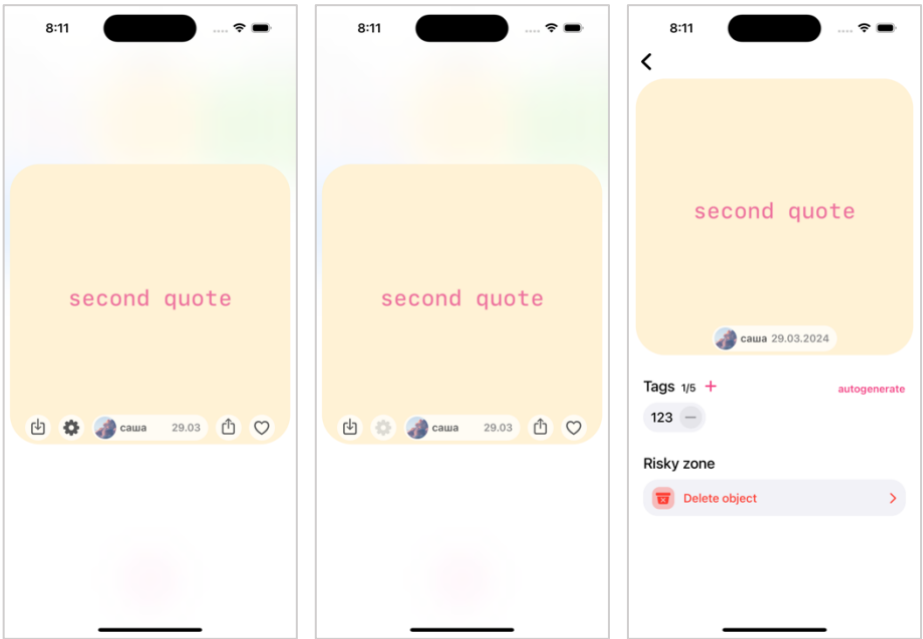 8:11
second quote
саша 29.03
8:11
second quote
саша 29.03
8:11
second quote
саша 29.03.2024
Tags 1/5 + autogenerate
123 —
Risky zone
Delete object